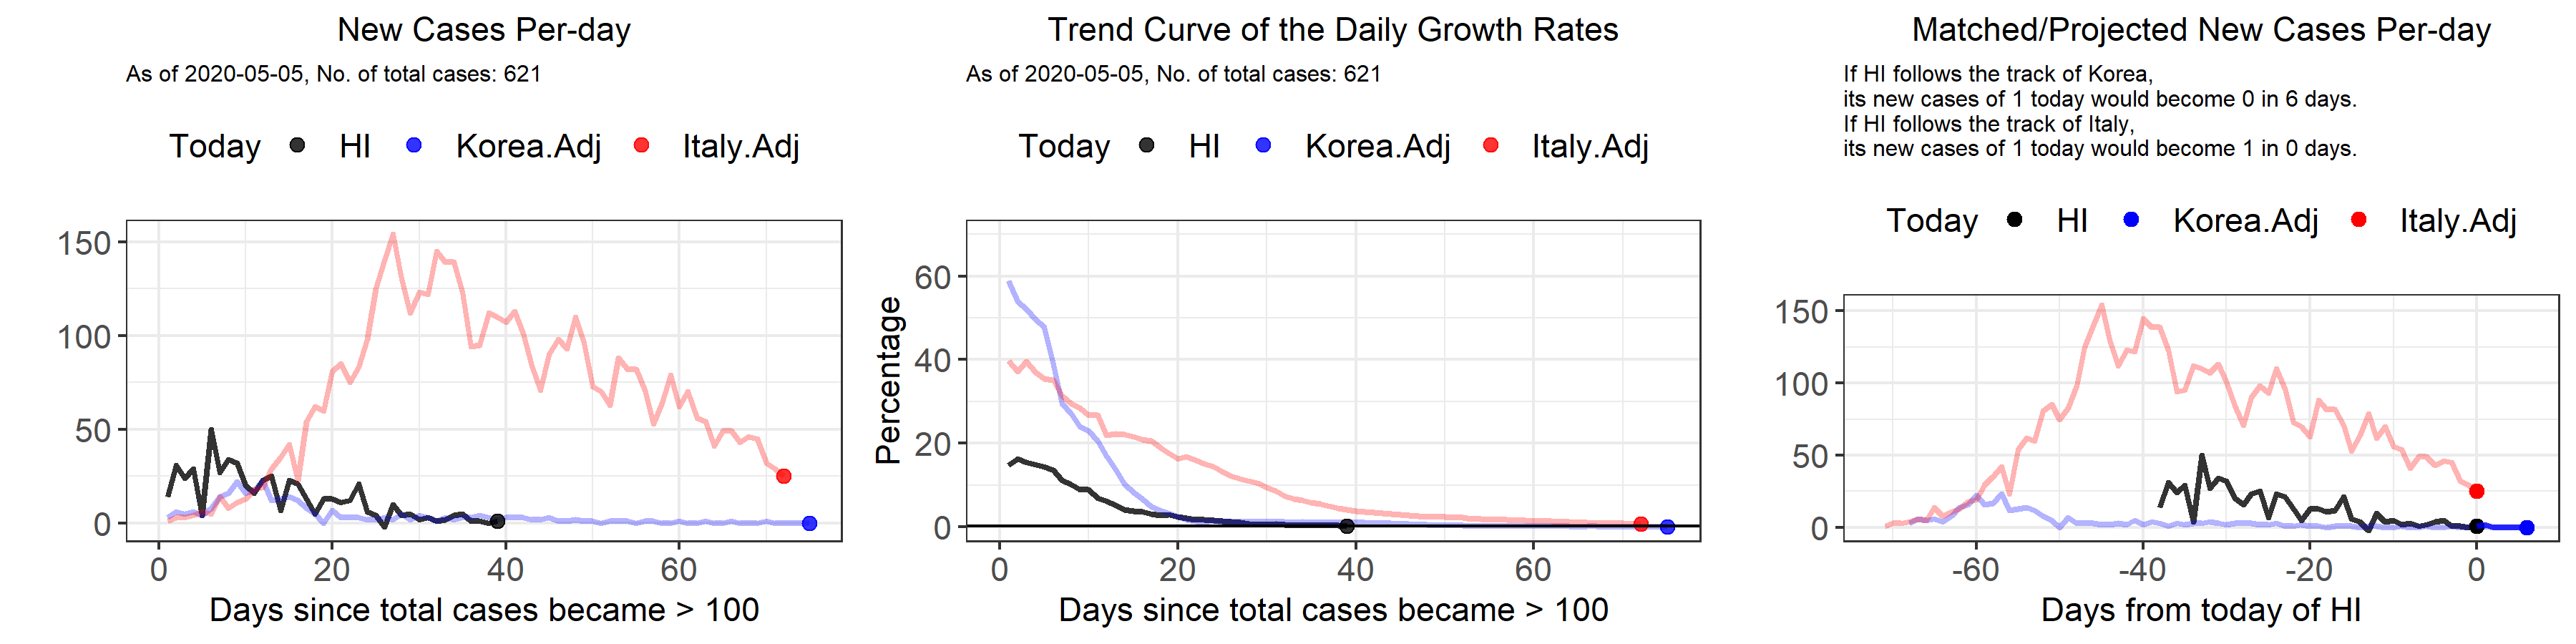 New Cases Per-day
As of 2020-05-05, No. of total cases: 621
Today HI Korea.Adj Italy.Adj
150
100
50
0
0 20 40 60
Days since total cases became > 100
Trend Curve of the Daily Growth Rates
As of 2020-05-05, No. of total cases: 621
Today HI Korea.Adj Italy.Adj
Percentage
60
40
20
0
0 20 40 60
Days since total cases became > 100
Matched/Projected New Cases Per-day
If HI follows the track of Korea,
its new cases of 1 today would become 0 in 6 days.
If HI follows the track of Italy,
its new cases of 1 today would become 1 in 0 days.
Today HI Korea.Adj Italy.Adj
150
100
50
0
-60 -40 -20 0
Days from today of HI